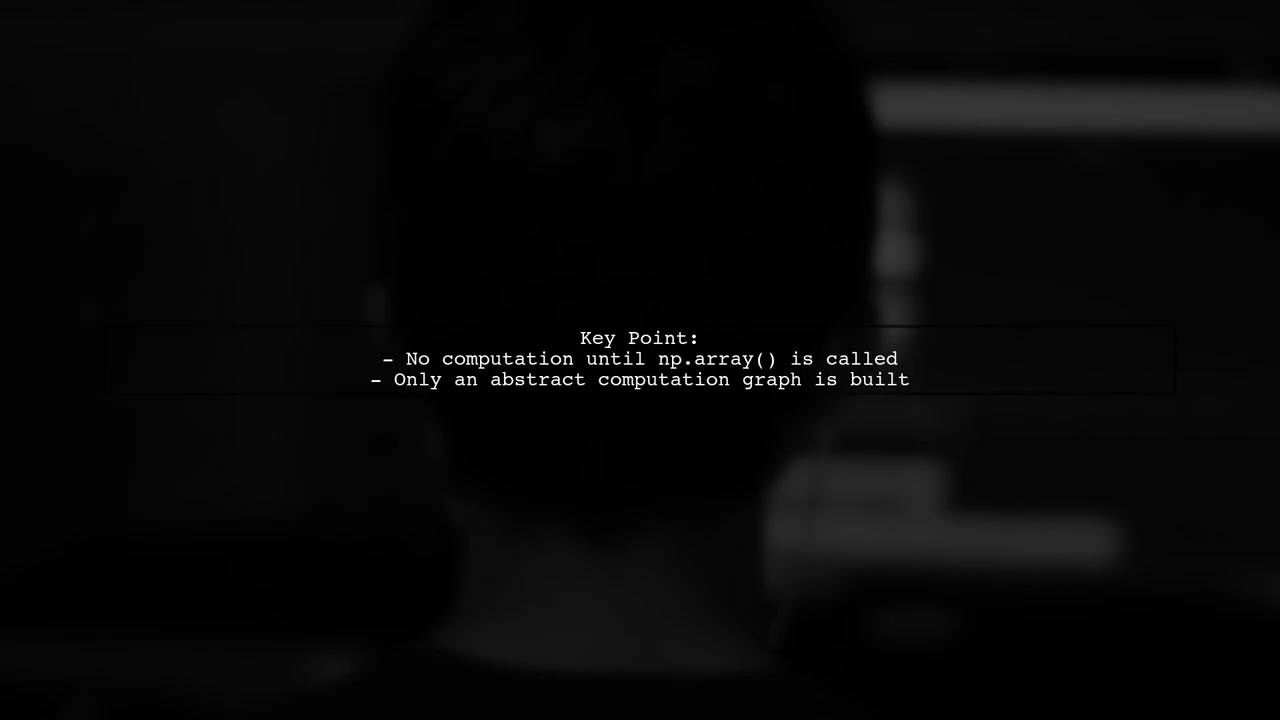 Key Point:
- No computation until np.array() is called
- Only an abstract computation graph is built